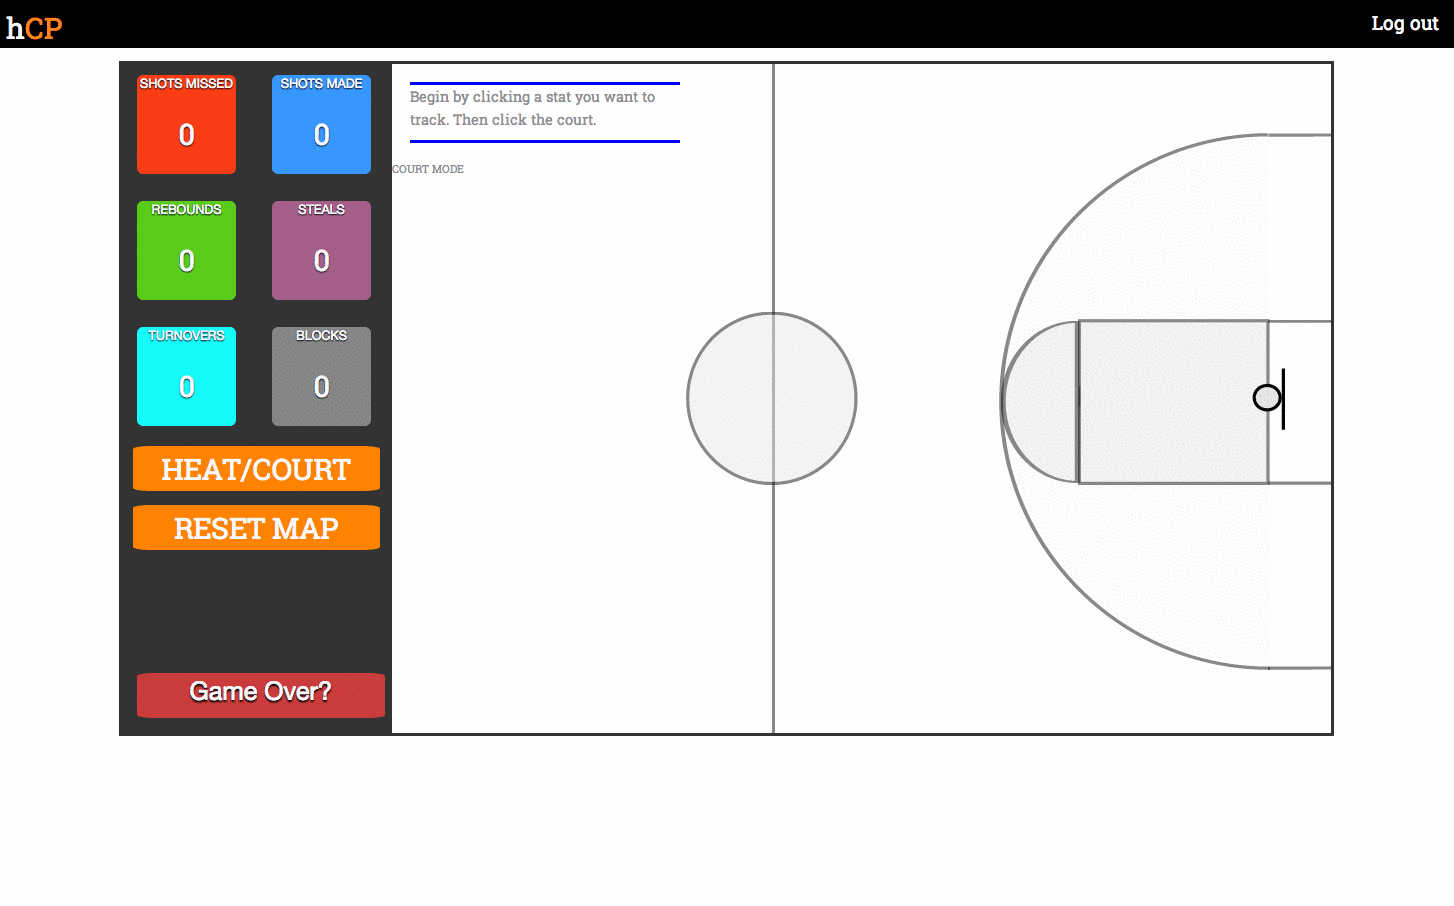 hCP
Log out
SHOTS MISSED
0
SHOTS MADE
0
REBOUNDS
0
STEALS
0
TURNOVERS
0
BLOCKS
0
HEAT/COURT
RESET MAP
Game Over?
Begin by clicking a stat you want to
track. Then click the court.
COURT MODE